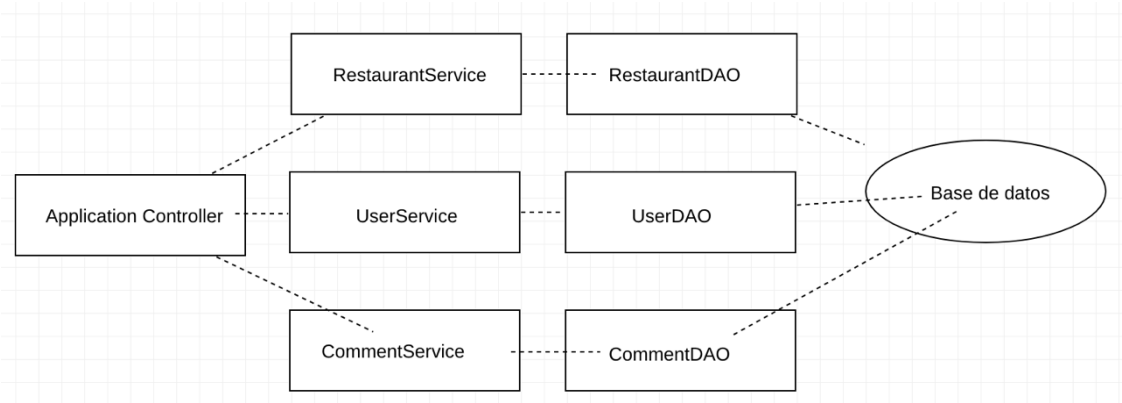 RestaurantService
RestaurantDAO
Application Controller
UserService
UserDAO
Base de datos
CommentService
CommentDAO